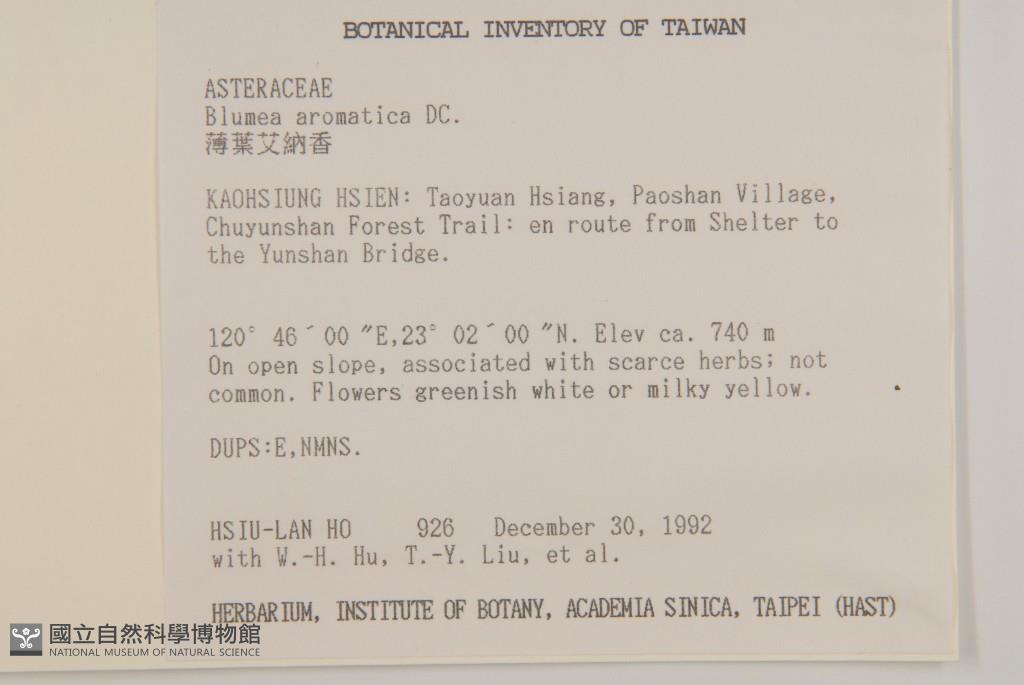 BOTANICAL INVENTORY OF TAIWAN
ASTERACEAE
Blumea aromatica DC.
薄葉艾納香
KAOHSIUNG HSIEN: Taoyuan Hsiang, Paoshan Village,
Chuyunshan Forest Trail: en route from Shelter to
the Yunshan Bridge.
120° 46´00 ″E,23° 02´00 ″N. Elev ca. 740 m
On open slope, associated with scarce herbs; not
common. Flowers greenish white or milky yellow.
DUPS:E,NMNS.
HSIU-LAN HO 926 December 30, 1992
with W.-H. Hu, T.-Y. Liu, et al.
HERBARIUM, INSTITUTE OF BOTANY, ACADEMIA SINICA, TAIPEI (HAST)
國立自然科學博物館
NATIONAL MUSEUM OF NATURAL SCIENCE